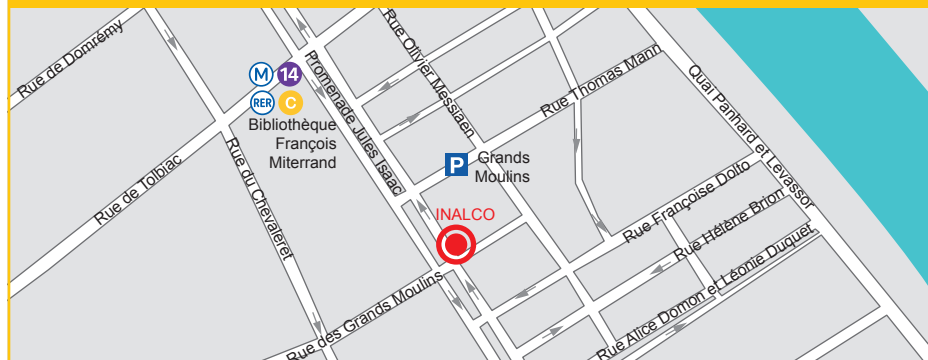 Rue de Domrémy
M 14
RER C
Bibliothèque
François
Miterrand
Rue de Tolbiac
Rue du Chevaleret
Promenade Jules Isaac
Rue Olivier Messiaen
Rue Thomas Mann
Quai Panhard et Levassor
P Grands
Moulins
INALCO
Rue Françoise Dolto
Rue Hélène Brion
Rue Alice Domon et Léonie Duquet
Rue des Grands Moulins